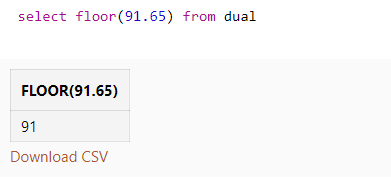 select floor(91.65) from dual
FLOOR(91.65)
91
Download CSV